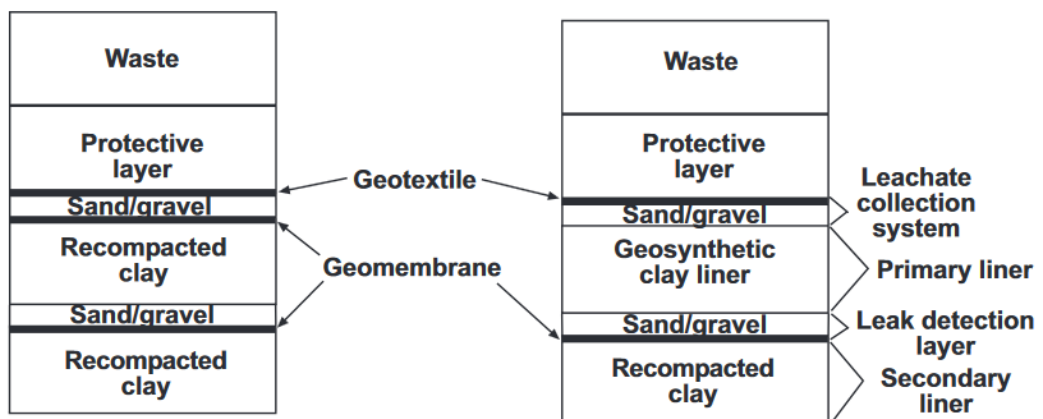 Waste
Protective
layer
Sand/gravel
Recompacted
clay
Sand/gravel
Recompacted
clay
Geotextile
Geomembrane
Waste
Protective
layer
Sand/gravel
Geosynthetic
clay liner
Sand/gravel
Recompacted
clay
Leachate
collection
system
Primary liner
Leak detection
layer
Secondary
liner